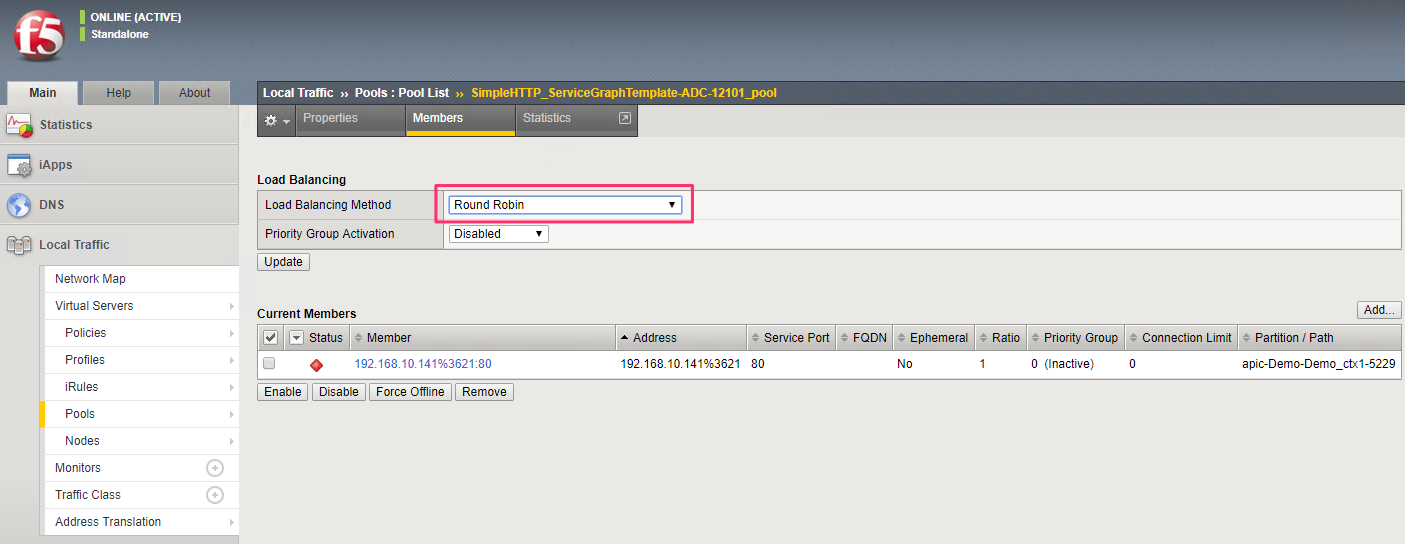 f5
ONLINE (ACTIVE)
Standalone
Main Help About
Local Traffic ›› Pools : Pool List ›› SimpleHTTP_ServiceGraphTemplate-ADC-12101_pool
Properties Members Statistics
Statistics
iApps
DNS
Local Traffic
Network Map
Virtual Servers
Policies
Profiles
iRules
Pools
Nodes
Monitors
Traffic Class
Address Translation
Load Balancing
Load Balancing Method Round Robin
Priority Group Activation Disabled
Update
Current Members Add...
Status Member Address Service Port FQDN Ephemeral Ratio Priority Group Connection Limit Partition / Path
192.168.10.141%3621:80 192.168.10.141%3621 80 No 1 0 (Inactive) 0 apic-Demo-Demo_ctx1-5229
Enable Disable Force Offline Remove